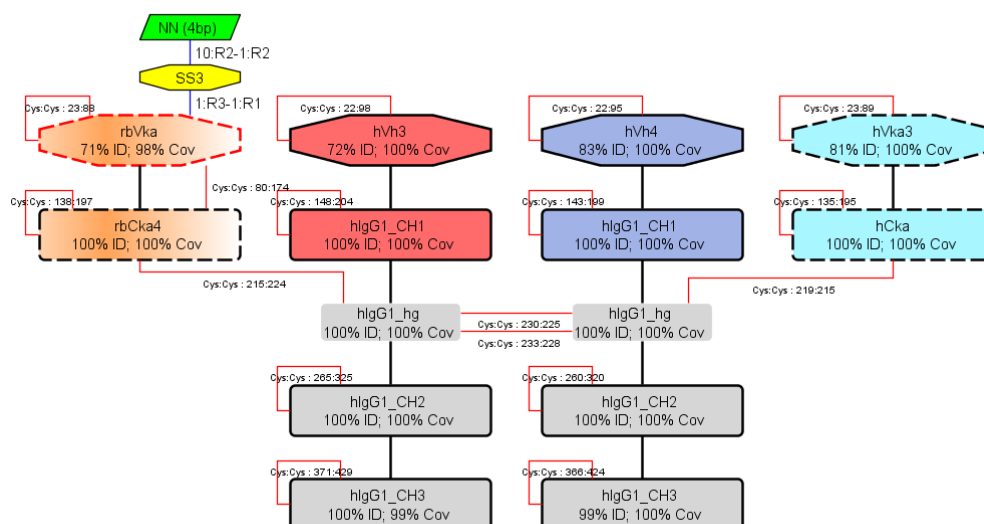 NN (4bp)
10:R2-1:R2
SS3
1:R3-1:R1
Cys:Cys : 23:88
rbVka
71% ID; 98% Cov
Cys:Cys : 22:98
hVh3
72% ID; 100% Cov
Cys:Cys : 22:95
hVh4
83% ID; 100% Cov
Cys:Cys : 23:89
hVka3
81% ID; 100% Cov
Cys:Cys : 80:174
Cys:Cys : 138:197
rbCka4
100% ID; 100% Cov
Cys:Cys : 148:204
hIgG1_CH1
100% ID; 100% Cov
Cys:Cys : 143:199
hIgG1_CH1
100% ID; 100% Cov
Cys:Cys : 135:195
hCka
100% ID; 100% Cov
Cys:Cys : 215:224
Cys:Cys : 219:215
hIgG1_hg
100% ID; 100% Cov
Cys:Cys : 230:225
Cys:Cys : 233:228
hIgG1_hg
100% ID; 100% Cov
Cys:Cys : 265:325
hIgG1_CH2
100% ID; 100% Cov
Cys:Cys : 260:320
hIgG1_CH2
100% ID; 100% Cov
Cys:Cys : 371:429
hIgG1_CH3
100% ID; 99% Cov
Cys:Cys : 366:424
hIgG1_CH3
99% ID; 100% Cov